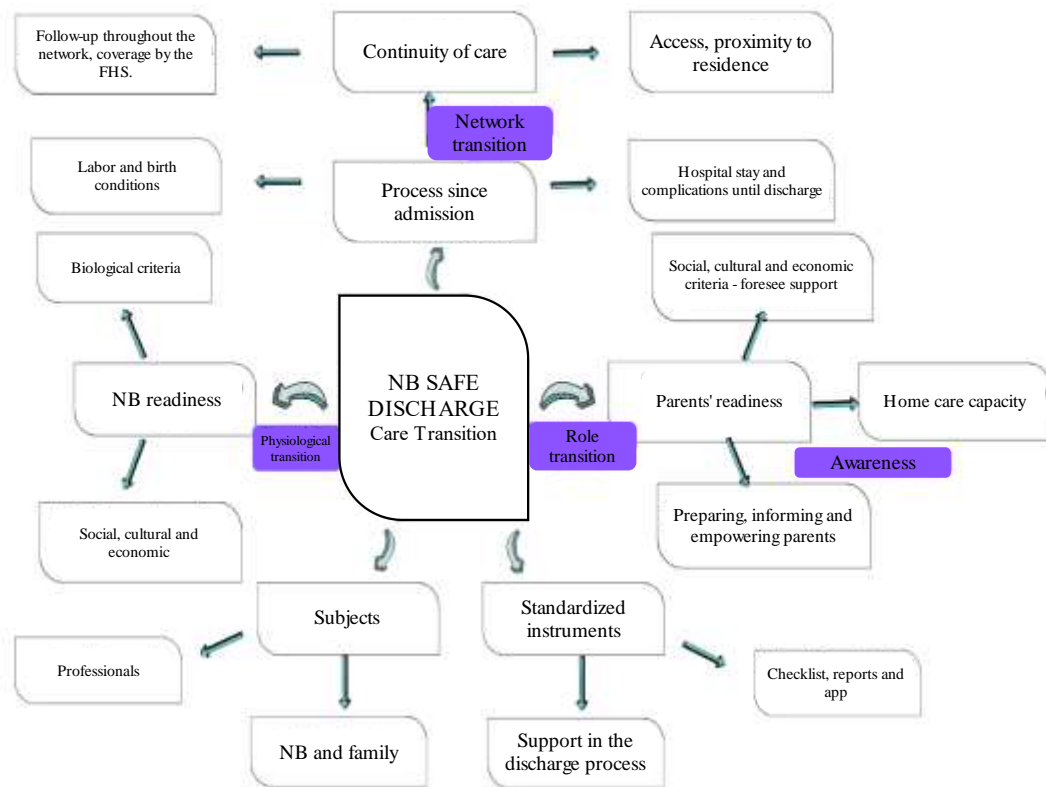 Follow-up throughout the
network, coverage by the
FHS.
Continuity of care
Access, proximity to
residence
Network
transition
Labor and birth
conditions
Process since
admission
Hospital stay and
complications until discharge
Biological criteria
Social, cultural and economic
criteria - foresee support
NB readiness
Physiological
transition
NB SAFE
DISCHARGE
Care Transition
Role
transition
Parents' readiness
Home care capacity
Awareness
Social, cultural and
economic
Preparing, informing and
empowering parents
Subjects
Standardized
instruments
Professionals
Checklist, reports and
app
NB and family
Support in the
discharge process